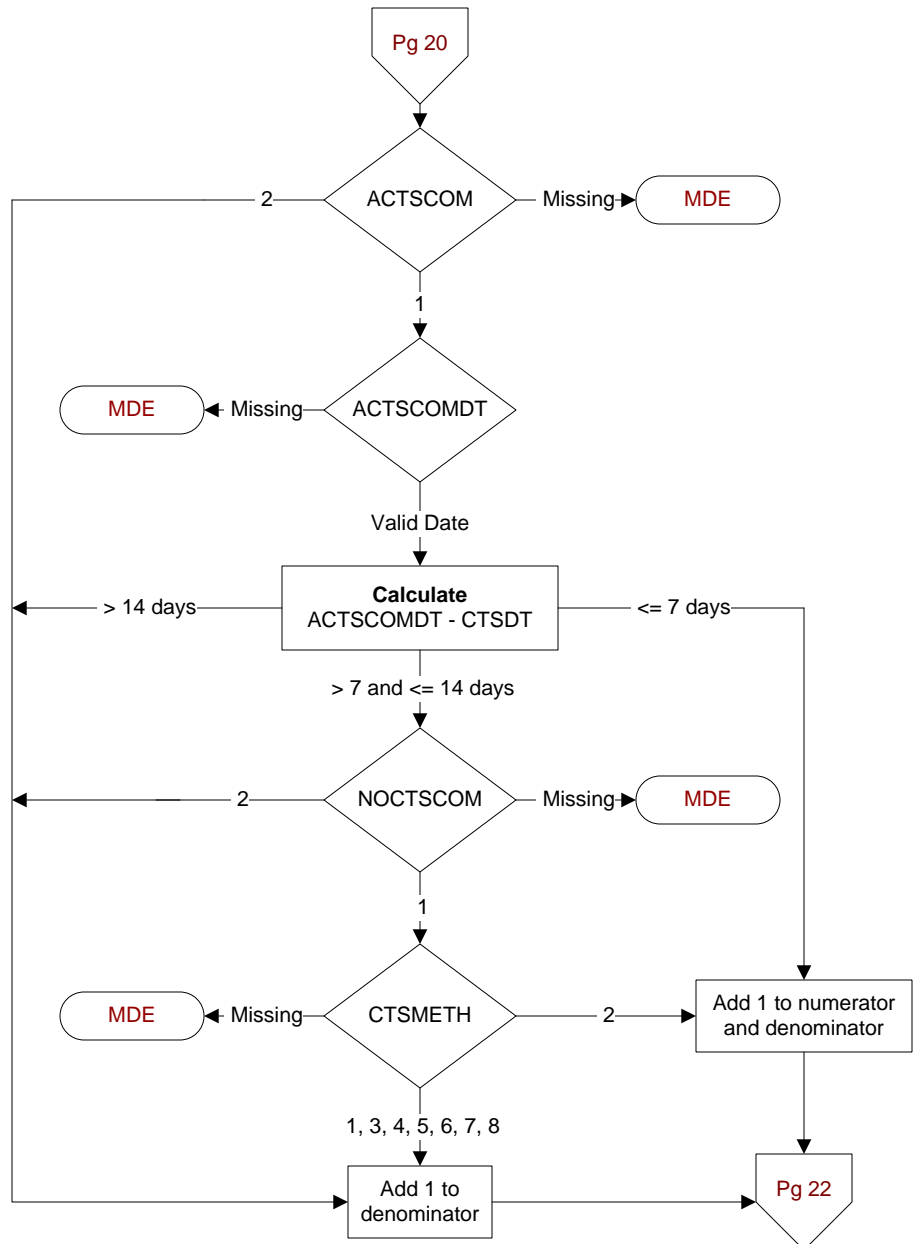 Pg 20
2
ACTSCOM
Missing
MDE
1
MDE
Missing
ACTSCOMDT
Valid Date
> 14 days
Calculate
ACTSCOMDT - CTSDT
<= 7 days
> 7 and <= 14 days
2
NOCTSCOM
Missing
MDE
1
MDE
Missing
CTSMETH
2
Add 1 to numerator
and denominator
1, 3, 4, 5, 6, 7, 8
Add 1 to
denominator
Pg 22